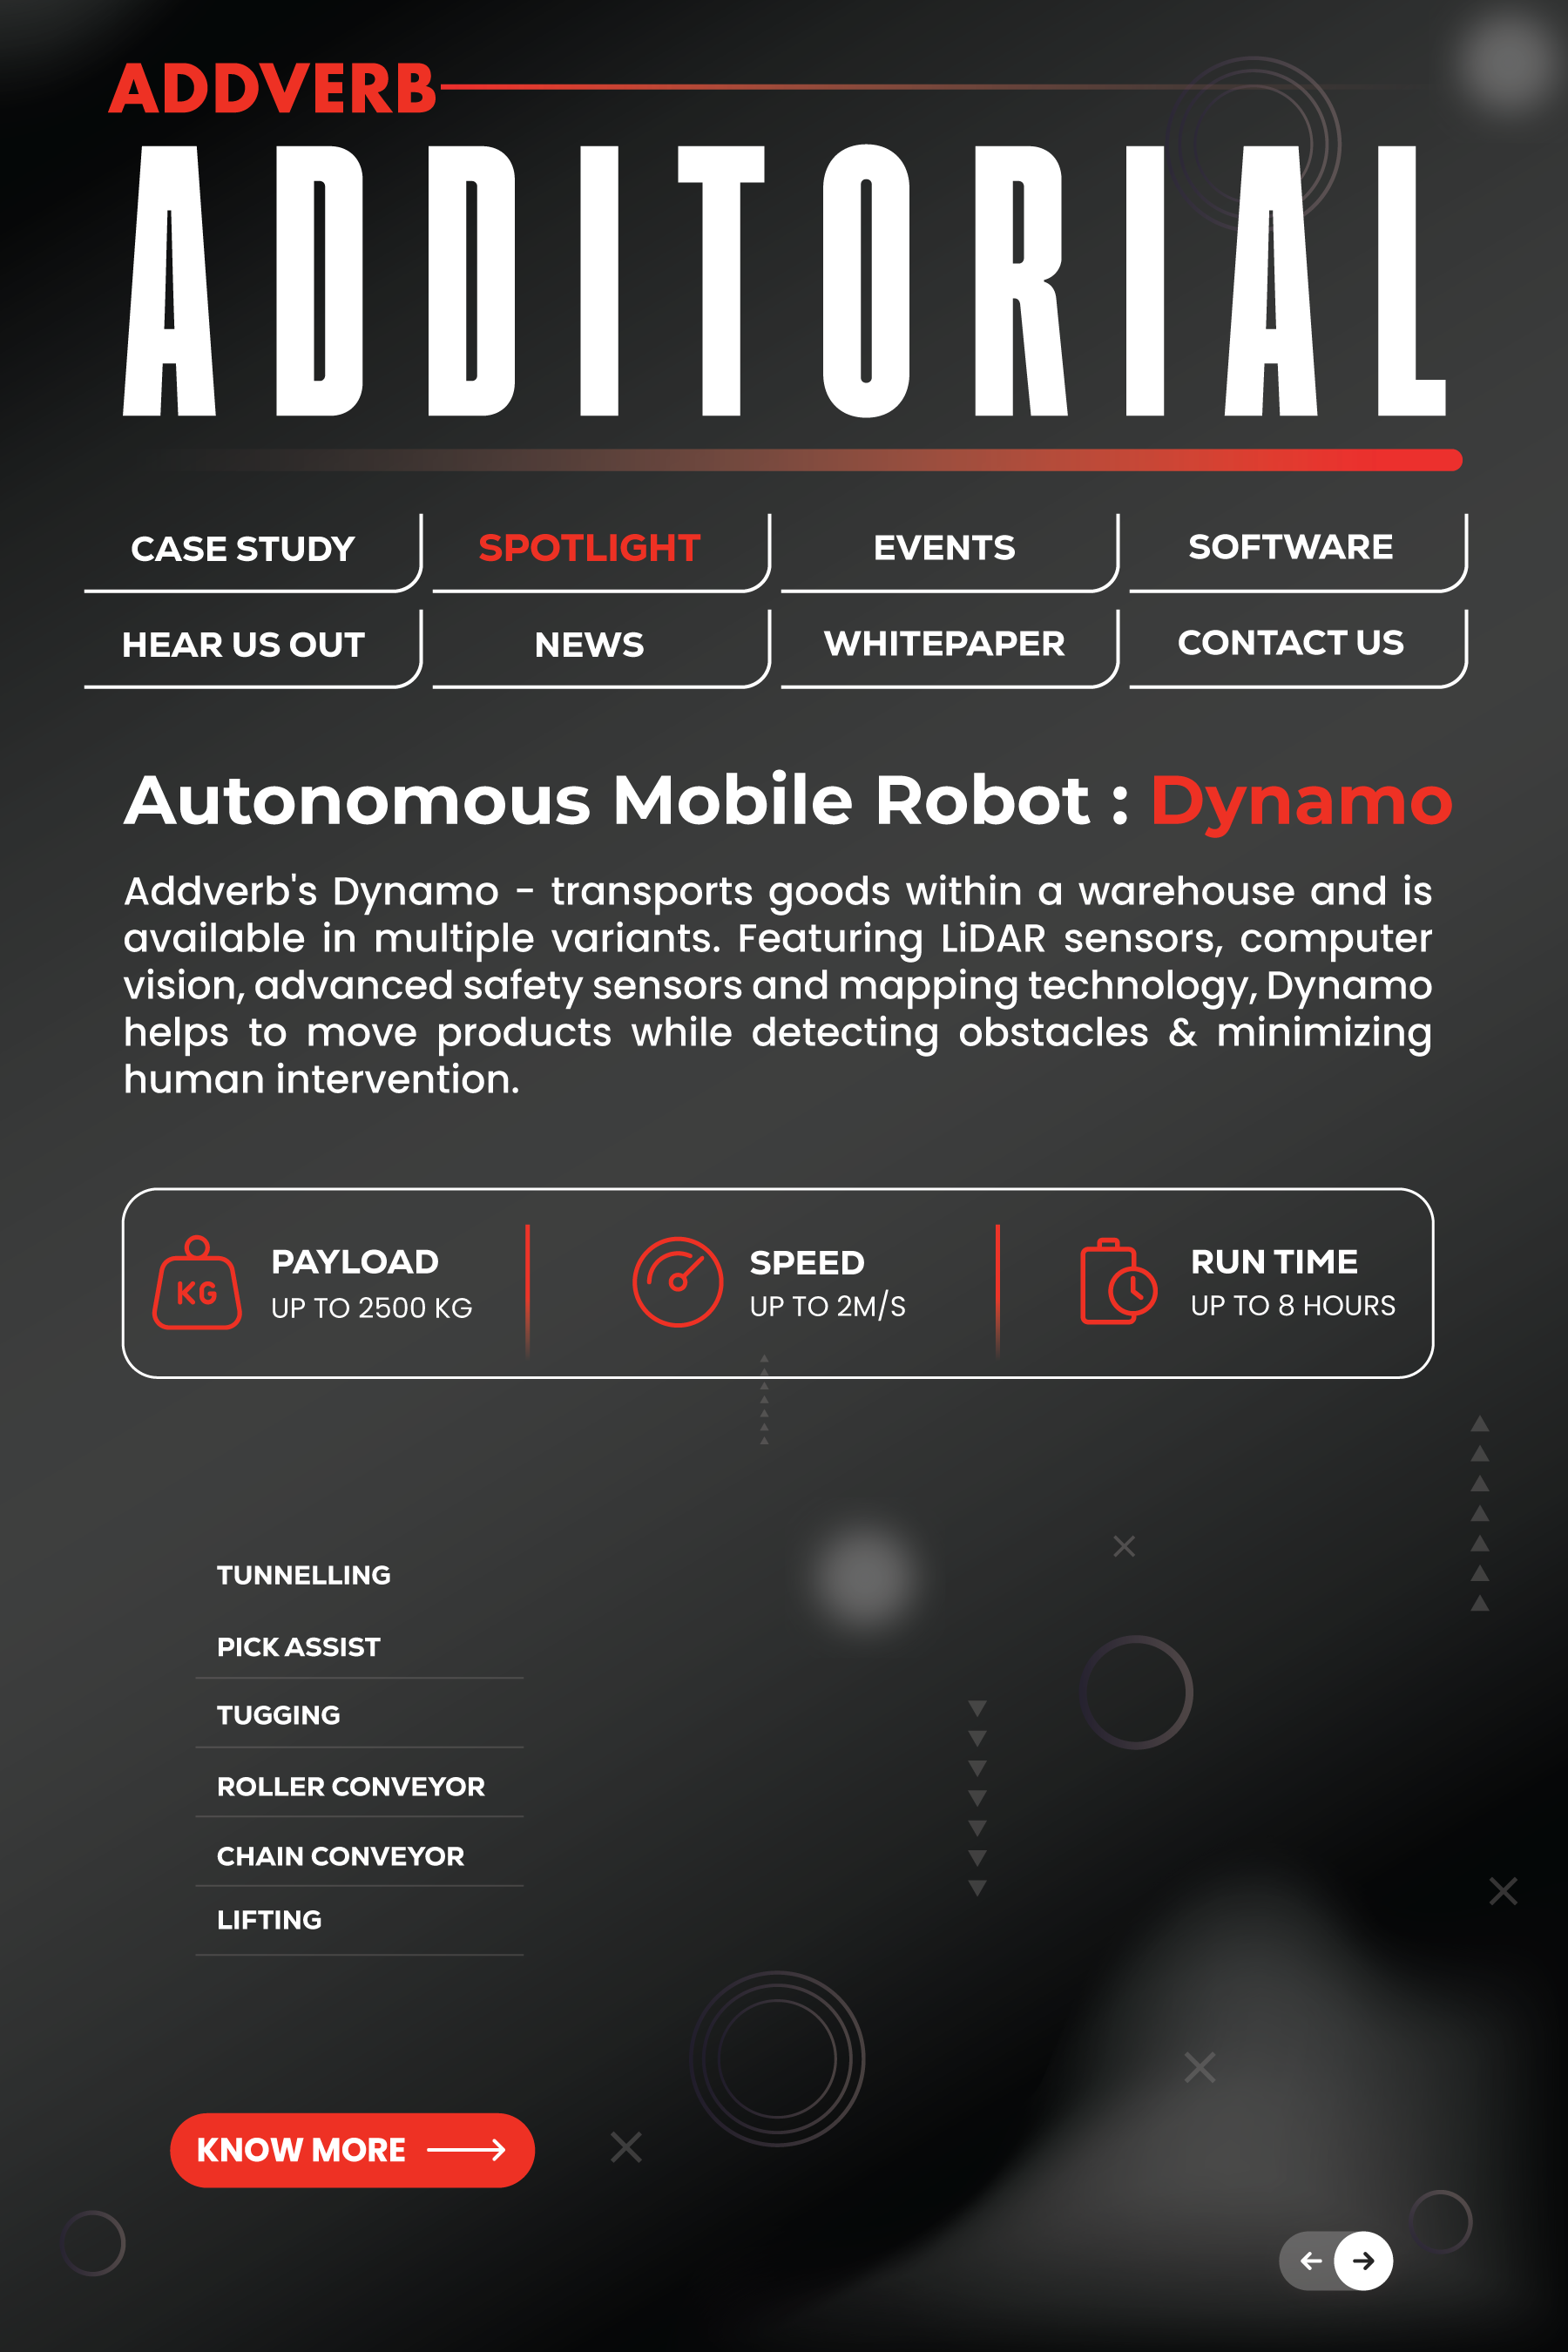 ADDVERB
ADDITORIAL
CASE STUDY
SPOTLIGHT
EVENTS
SOFTWARE
HEAR US OUT
NEWS
WHITEPAPER
CONTACT US
Autonomous Mobile Robot : Dynamo
Addverb's Dynamo - transports goods within a warehouse and is
available in multiple variants. Featuring LiDAR sensors, computer
vision, advanced safety sensors and mapping technology, Dynamo
helps to move products while detecting obstacles & minimizing
human intervention.
KG
PAYLOAD
UP TO 2500 KG
SPEED
UP TO 2M/S
RUN TIME
UP TO 8 HOURS
TUNNELLING
PICK ASSIST
TUGGING
ROLLER CONVEYOR
CHAIN CONVEYOR
LIFTING
KNOW MORE